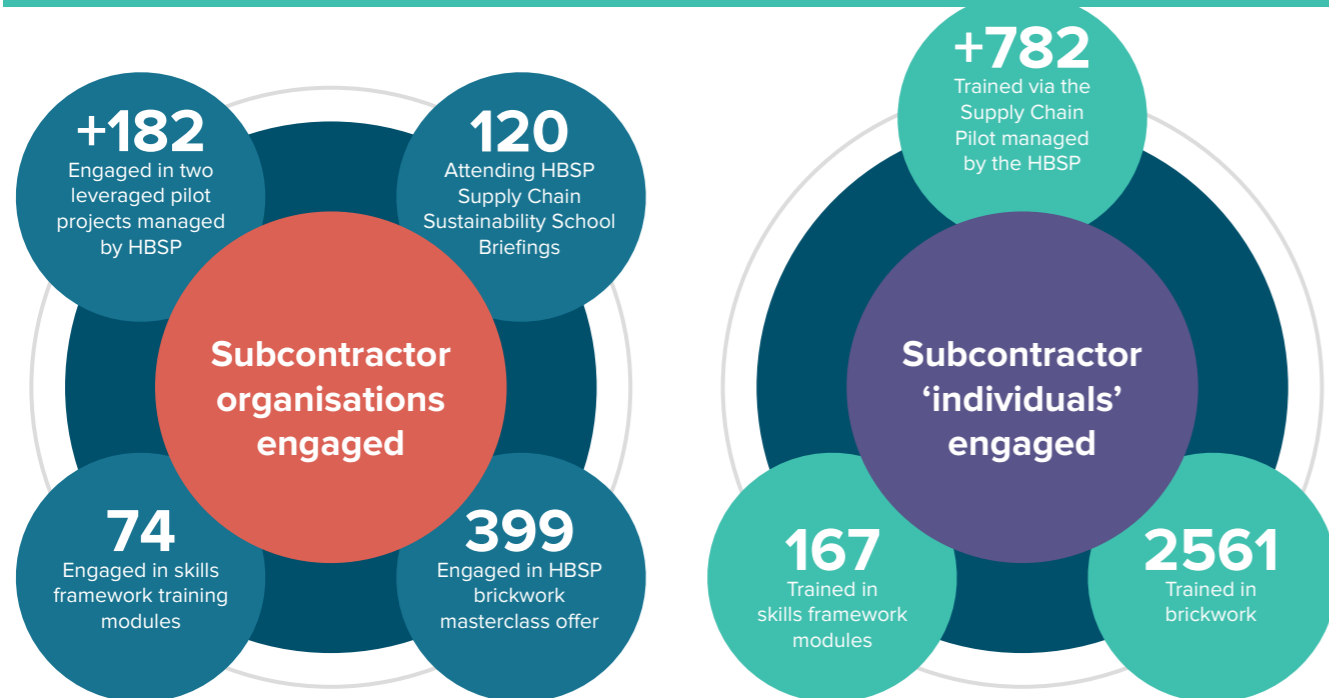 +182
Engaged in two
leveraged pilot
projects managed
by HBSP
120
Attending HBSP
Supply Chain
Sustainability School
Briefings
Subcontractor
organisations
engaged
74
Engaged in skills
framework training
modules
399
Engaged in HBSP
brickwork
masterclass offer
+782
Trained via the
Supply Chain
Pilot managed
by the HBSP
Subcontractor
‘individuals’
engaged
167
Trained in
skills framework
modules
2561
Trained in
brickwork